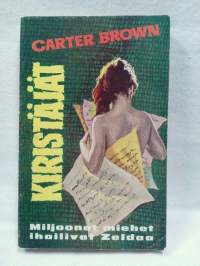 CARTER BROWN
KIRISTÄJÄT
Miljoonat miehet
ihailivat Zeldaa